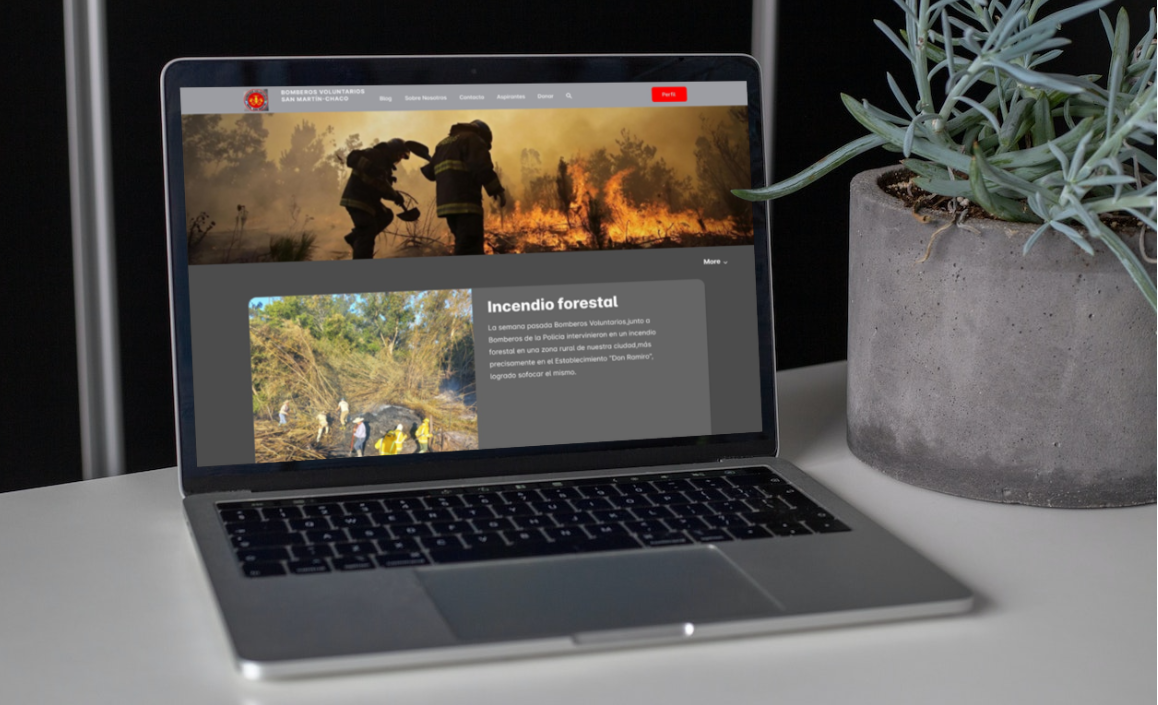 BOMBEROS VOLUNTARIOS
SAN MARTÍN-CHACO
Blog Sobre Nosotros Contacto Aspirantes Donar
Perfil
More
Incendio forestal
La semana pasada Bomberos Voluntarios,junto a
Bomberos de la Policia intervinieron en un incendio
forestal en una zona rural de nuestra ciudad,más
precisamente en el Establecimiento "Don Ramiro",
logrado sofocar el mismo.